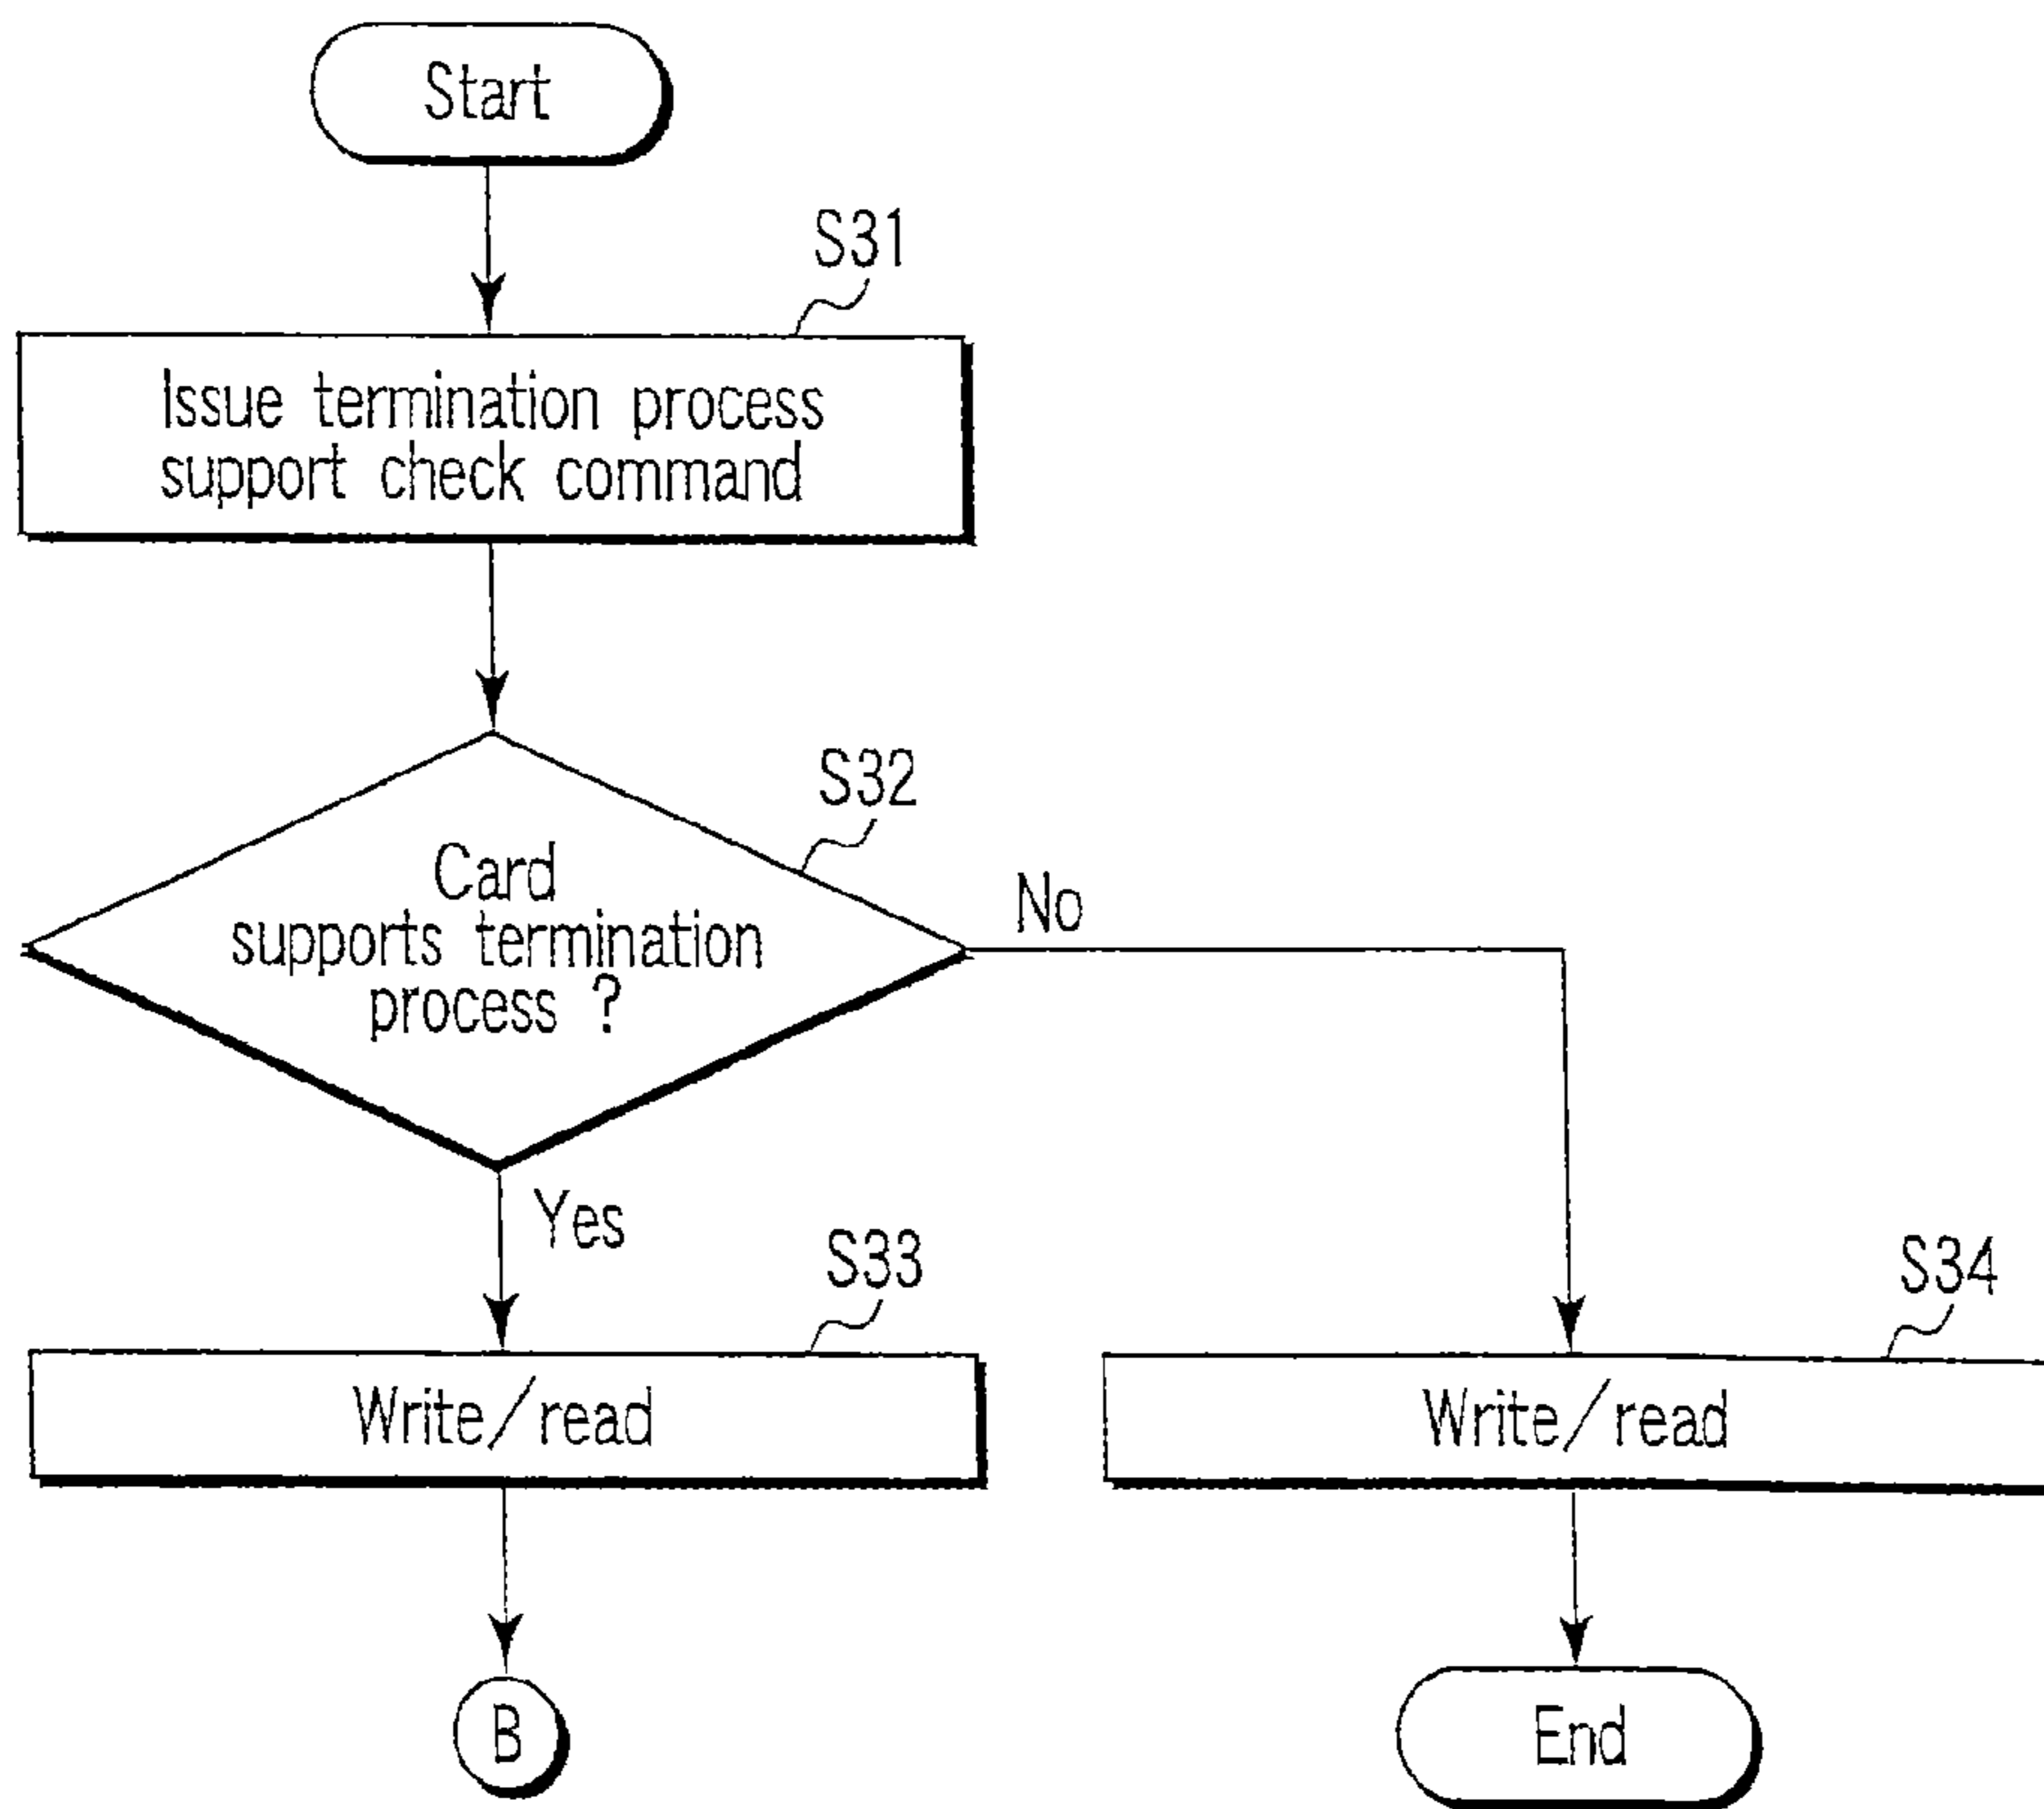 Start
S31
Issue termination process
support check command
S32
Card
supports termination
process ?
No
Yes
S33
S34
Write/read
Write/read
B
End